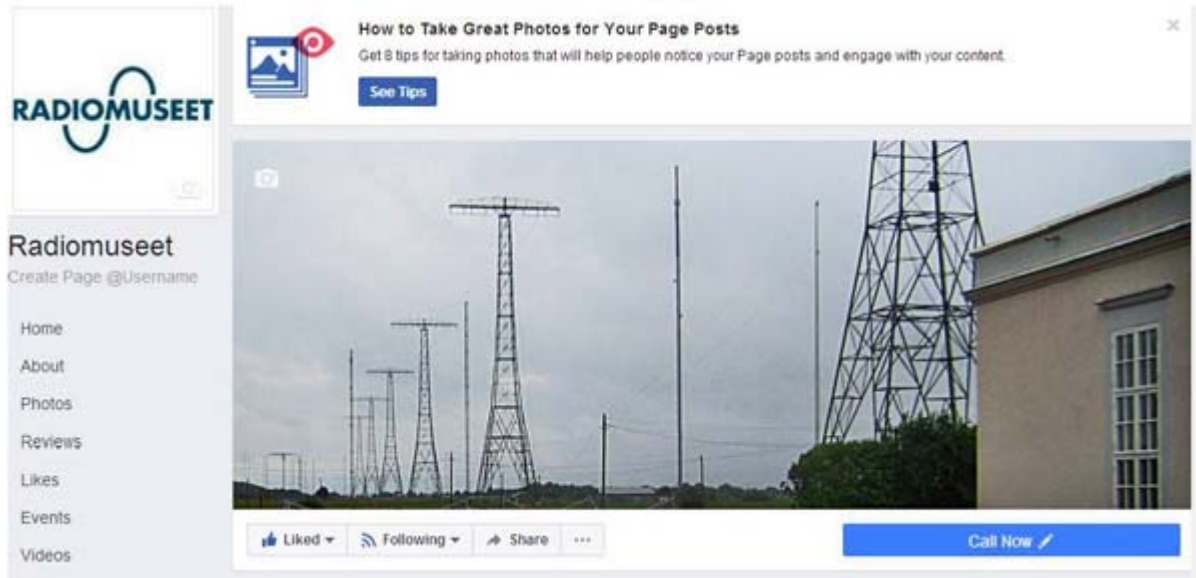 RADIOMUSEET
How to Take Great Photos for Your Page Posts
Get 8 tips for taking photos that will help people notice your Page posts and engage with your content.
See Tips
Radiomuseet
Create Page @Username
Home
About
Photos
Reviews
Likes
Events
Videos
Liked
Following
Share
Call Now